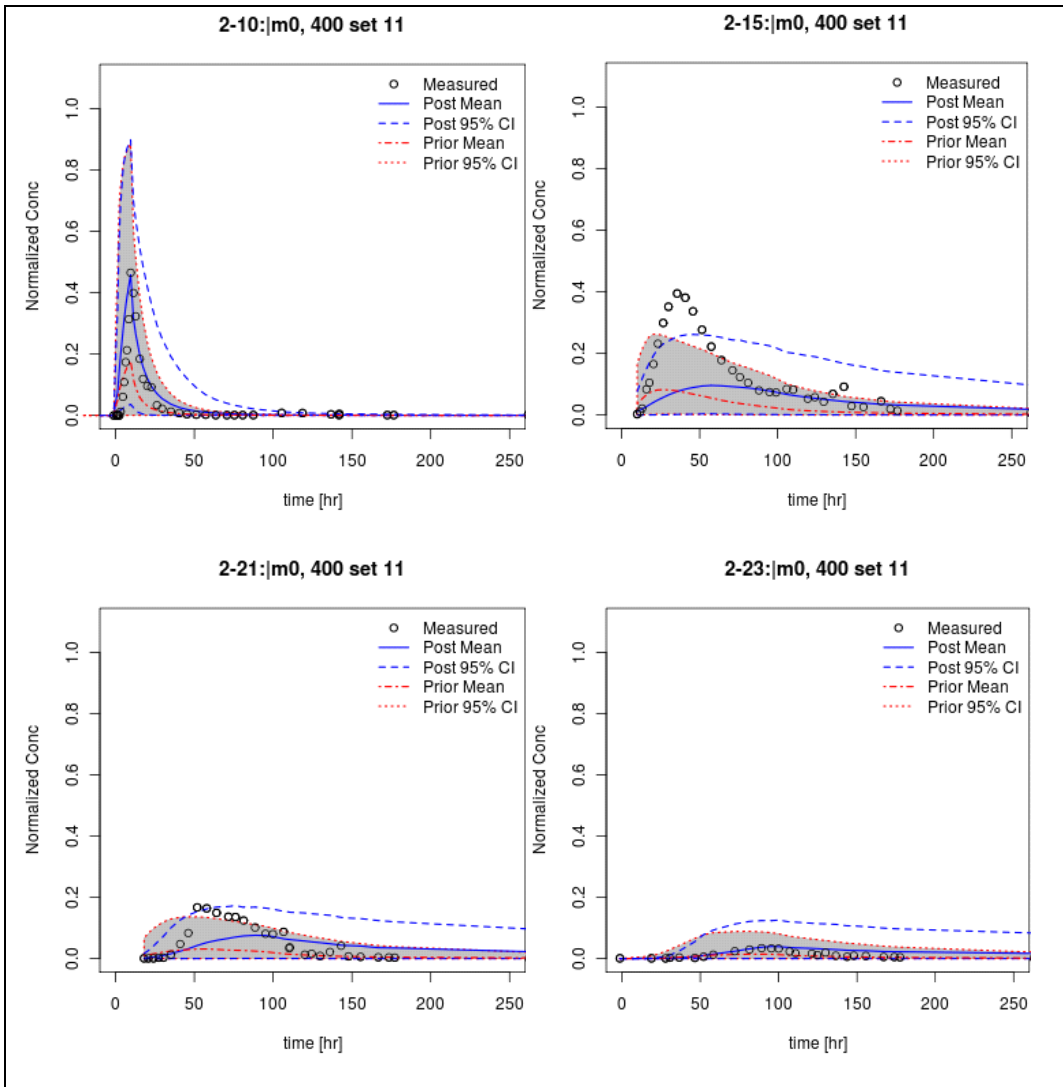 2-10:|m0, 400 set 11
Measured
Post Mean
Post 95% CI
Prior Mean
Prior 95% CI
Normalized Conc
0.0 0.2 0.4 0.6 0.8 1.0
0 50 100 150 200 250
time [hr]
2-15:|m0, 400 set 11
Measured
Post Mean
Post 95% CI
Prior Mean
Prior 95% CI
Normalized Conc
0.0 0.2 0.4 0.6 0.8 1.0
0 50 100 150 200 250
time [hr]
2-21:|m0, 400 set 11
Measured
Post Mean
Post 95% CI
Prior Mean
Prior 95% CI
Normalized Conc
0.0 0.2 0.4 0.6 0.8 1.0
0 50 100 150 200 250
time [hr]
2-23:|m0, 400 set 11
Measured
Post Mean
Post 95% CI
Prior Mean
Prior 95% CI
Normalized Conc
0.0 0.2 0.4 0.6 0.8 1.0
0 50 100 150 200 250
time [hr]